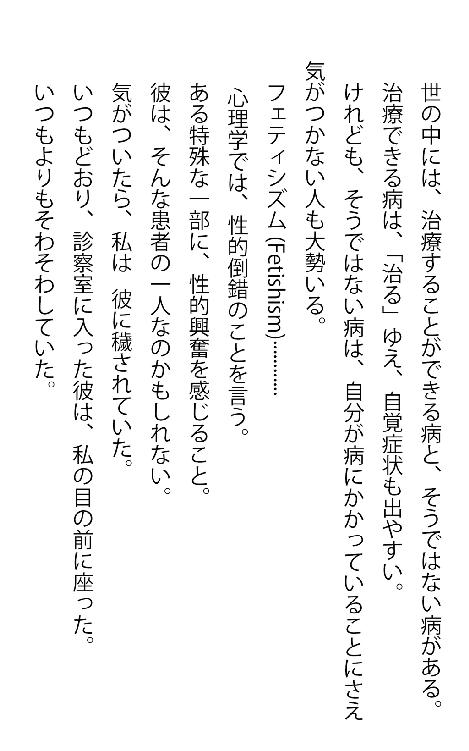 世の中には、治療することができる病と、そうではない病がある。
治療できる病は、「治る」ゆえ、自覚症状も出やすい。
けれども、そうではない病は、自分が病にかかっていることにさえ
気がつかない人も大勢いる。
フェティシズム(Fetishism)…………
心理学では、性的倒錯のことを言う。
ある特殊な一部に、性的興奮を感じること。
彼は、そんな患者の一人なのかもしれない。
気がついたら、私は 彼に穢されていた。
いつもどおり、診察室に入った彼は、私の目の前に座った。
いつもよりもそわそわしていた。